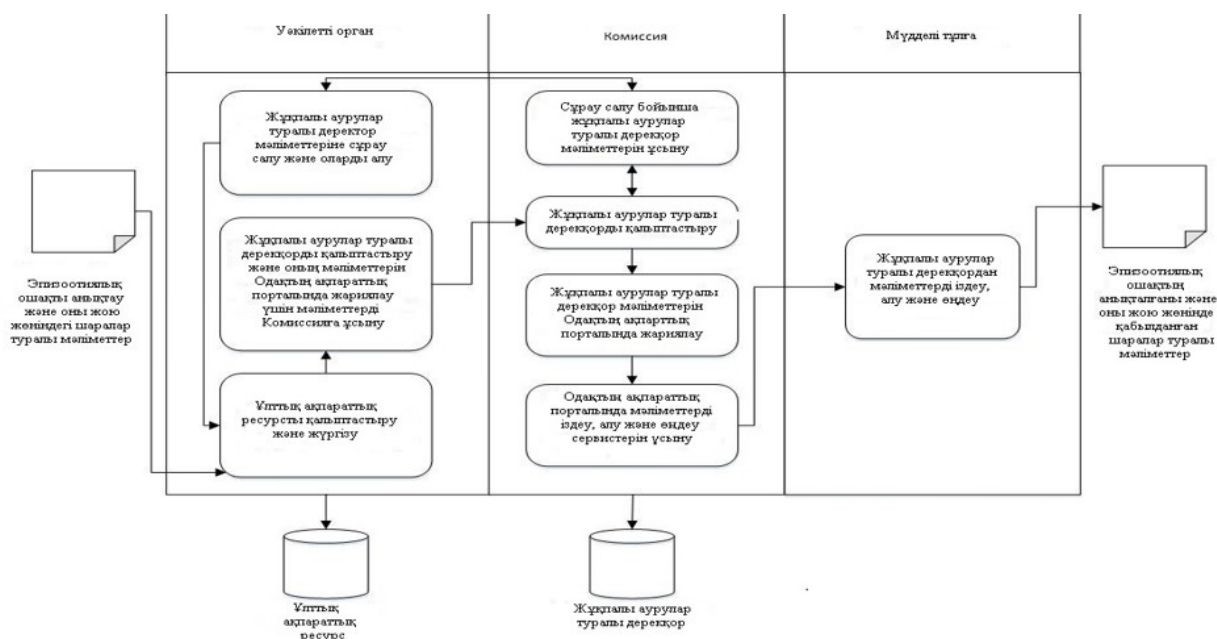 Уәкілетті орган
Комиссия
Мүдделі тұлға
Жұқпалы аурулар
туралы деректор
мәліметтеріне сұрау
салу және оларды алу
Сұрау салу бойынша
жұқпалы аурулар
туралы дерекқор
мәліметтерін ұсыну
Жұқпалы аурулар туралы
дерекқорды қалыптастыру
және оның мәліметтерін
Одақтың ақпараттық
порталында жариялау
үшін мәліметтерді
Комиссияға ұсыну
Жұқпалы аурулар туралы
дерекқорды қалыптастыру
Жұқпалы аурулар туралы
дерекқор мәліметтерін
Одақтың ақпарттық
порталында жариялау
Ұлттық ақпараттық
ресурсты қалыптастыру
және жүргізу
Одақтың ақпараттық
порталында мәліметтерді
іздеу, алу және өңдеу
сервистерін ұсыну
Жұқпалы аурулар
туралы дерекқордан
мәліметтерді іздеу,
алу және өңдеу
Эпизоотиялық
ошақты анықтау
және оны жою
жөніндегі шаралар
туралы мәліметтер
Эпизоотиялық
ошақтың
анықталғаны және
оны жою жөнінде
қабылданған
шаралар туралы
мәліметтер
Ұлттық
ақпараттық
ресурс
Жұқпалы аурулар
туралы дерекқор